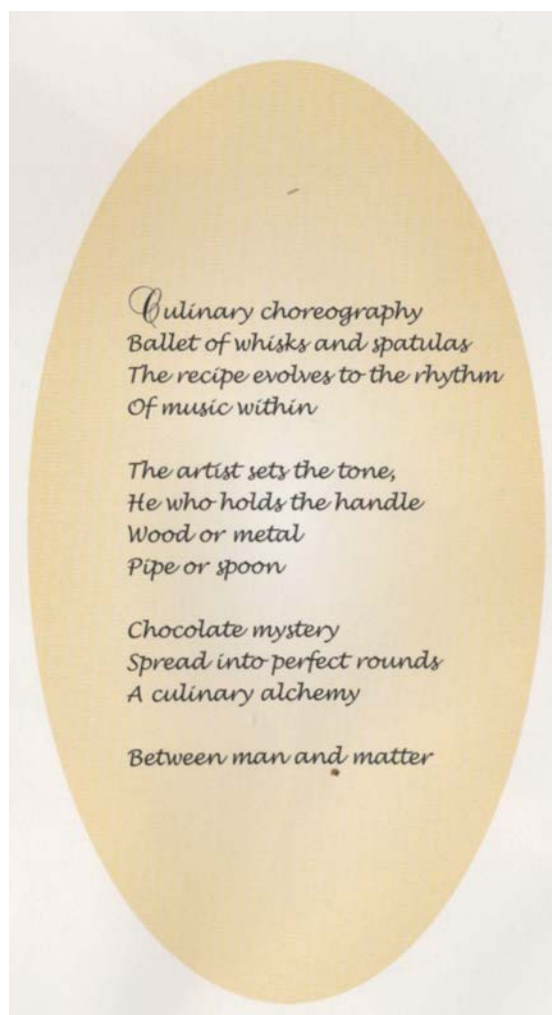 Culinary choreography
Ballet of whisks and spatulas
The recipe evolves to the rhythm
Of music within
The artist sets the tone,
He who holds the handle
Wood or metal
Pipe or spoon
Chocolate mystery
Spread into perfect rounds
A culinary alchemy
Between man and matter